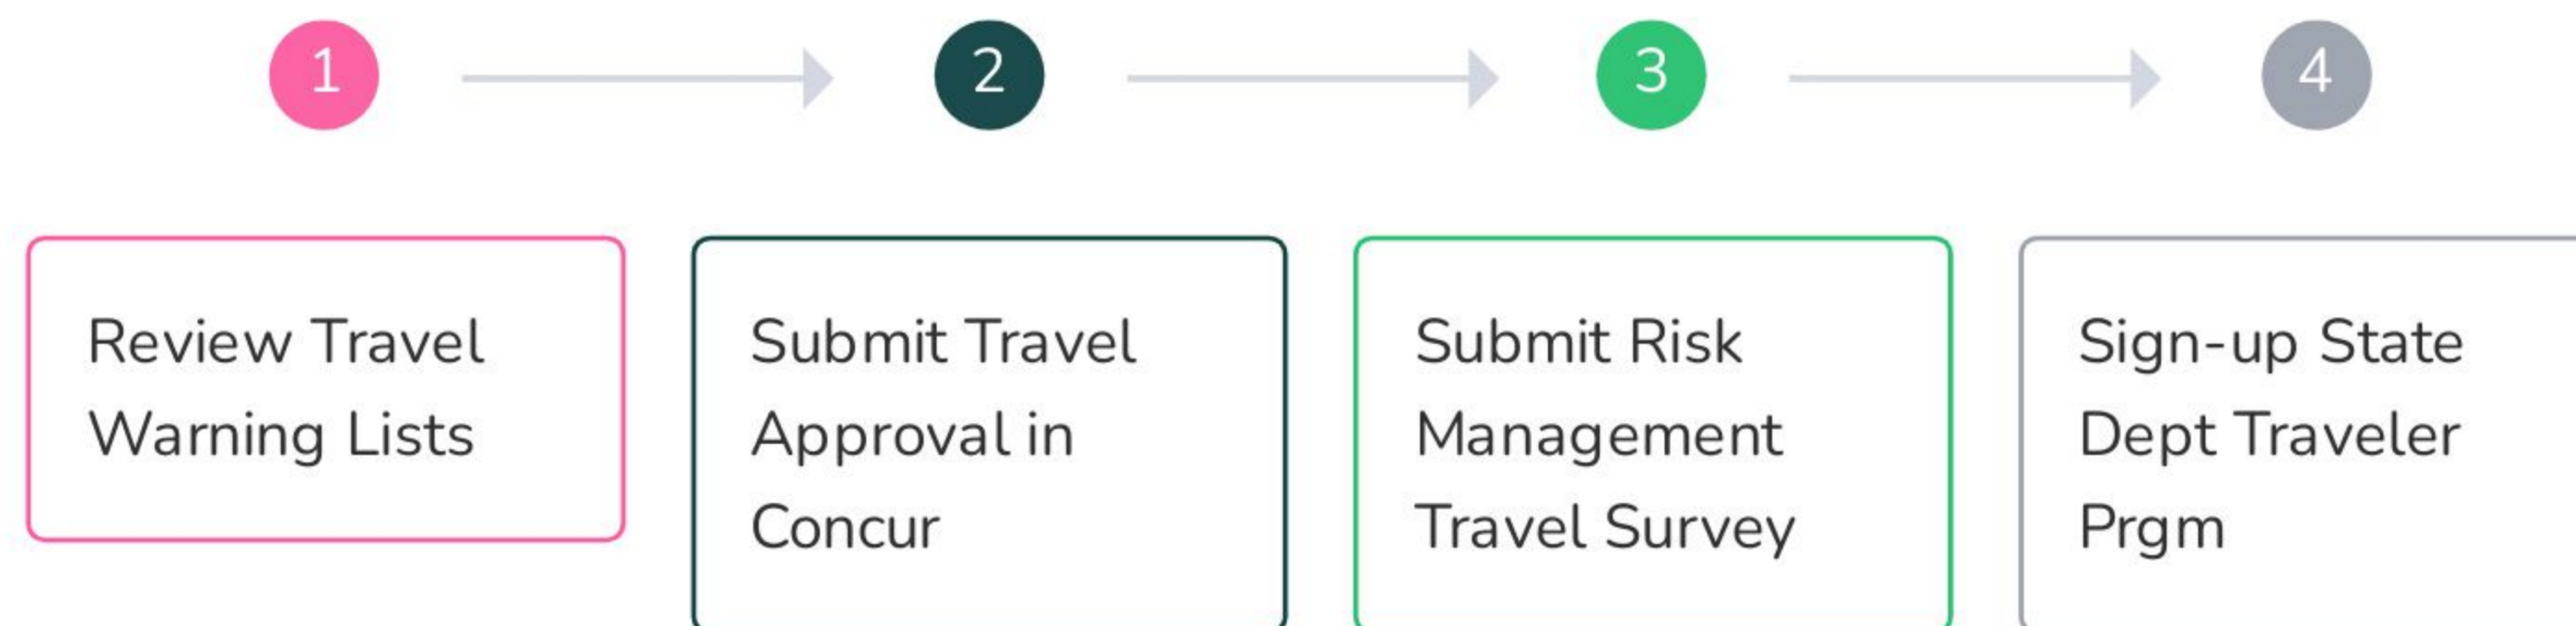 1
2
3
4
Review Travel
Warning Lists
Submit Travel
Approval in
Concur
Submit Risk
Management
Travel Survey
Sign-up State
Dept Traveler
Prgm